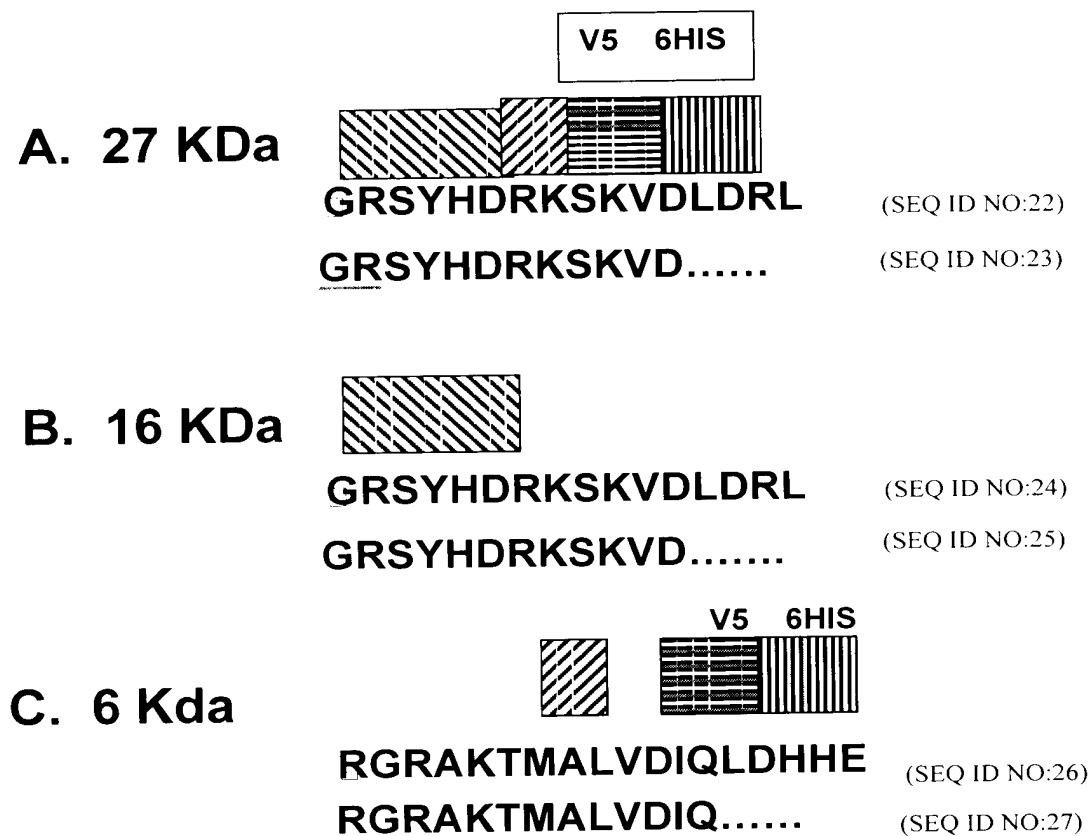 V5 6HIS
A. 27 KDa
GRSYHDRKSKVDLDRL (SEQ ID NO:22)
GRSYHDRKSKVD...... (SEQ ID NO:23)
B. 16 KDa
GRSYHDRKSKVDLDRL (SEQ ID NO:24)
GRSYHDRKSKVD....... (SEQ ID NO:25)
V5 6HIS
C. 6 Kda
RGRAKTMALVDIQLDHHE (SEQ ID NO:26)
RGRAKTMALVDIQ...... (SEQ ID NO:27)